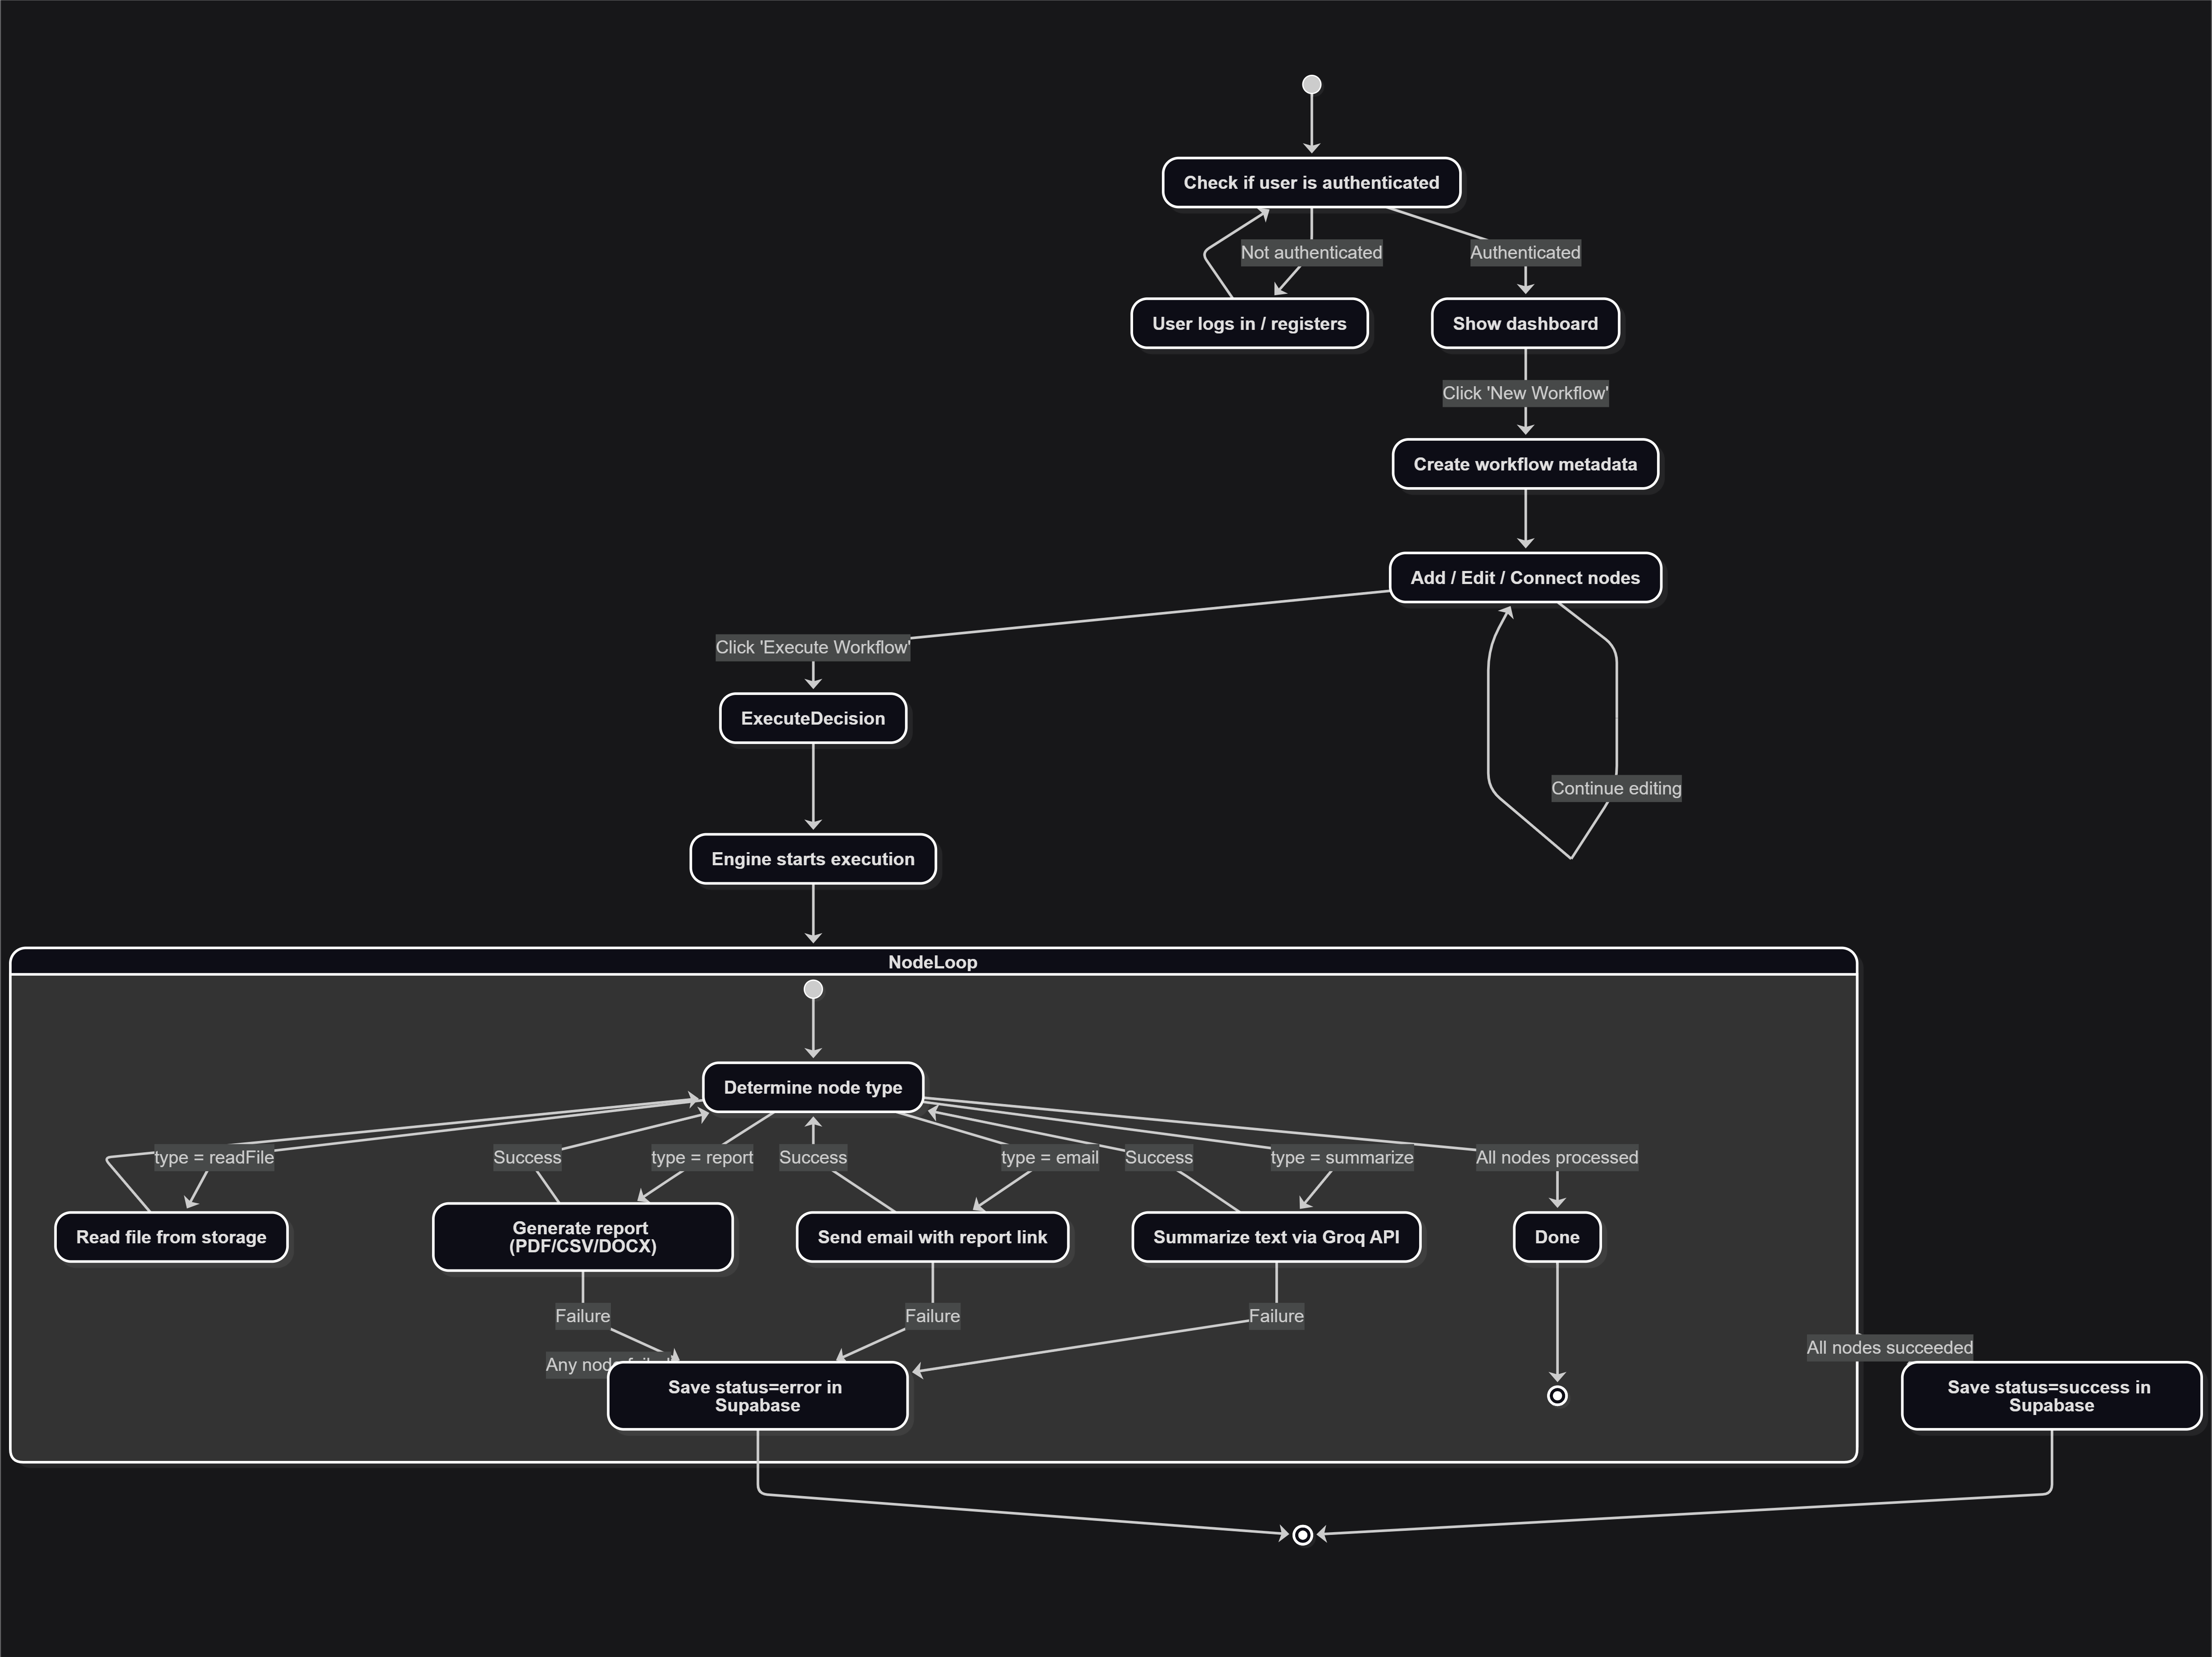 Check if user is authenticated
Not authenticated
Authenticated
User logs in / registers
Show dashboard
Click 'New Workflow'
Create workflow metadata
Add / Edit / Connect nodes
Click 'Execute Workflow'
ExecuteDecision
Continue editing
Engine starts execution
NodeLoop
Determine node type
type = readFile
Success
type = report
Success
type = email
Success
type = summarize
All nodes processed
Read file from storage
Generate report
(PDF/CSV/DOCX)
Send email with report link
Summarize text via Groq API
Done
Failure
Failure
Failure
All nodes succeeded
Any node failed
Save status=error in
Supabase
Save status=success in
Supabase